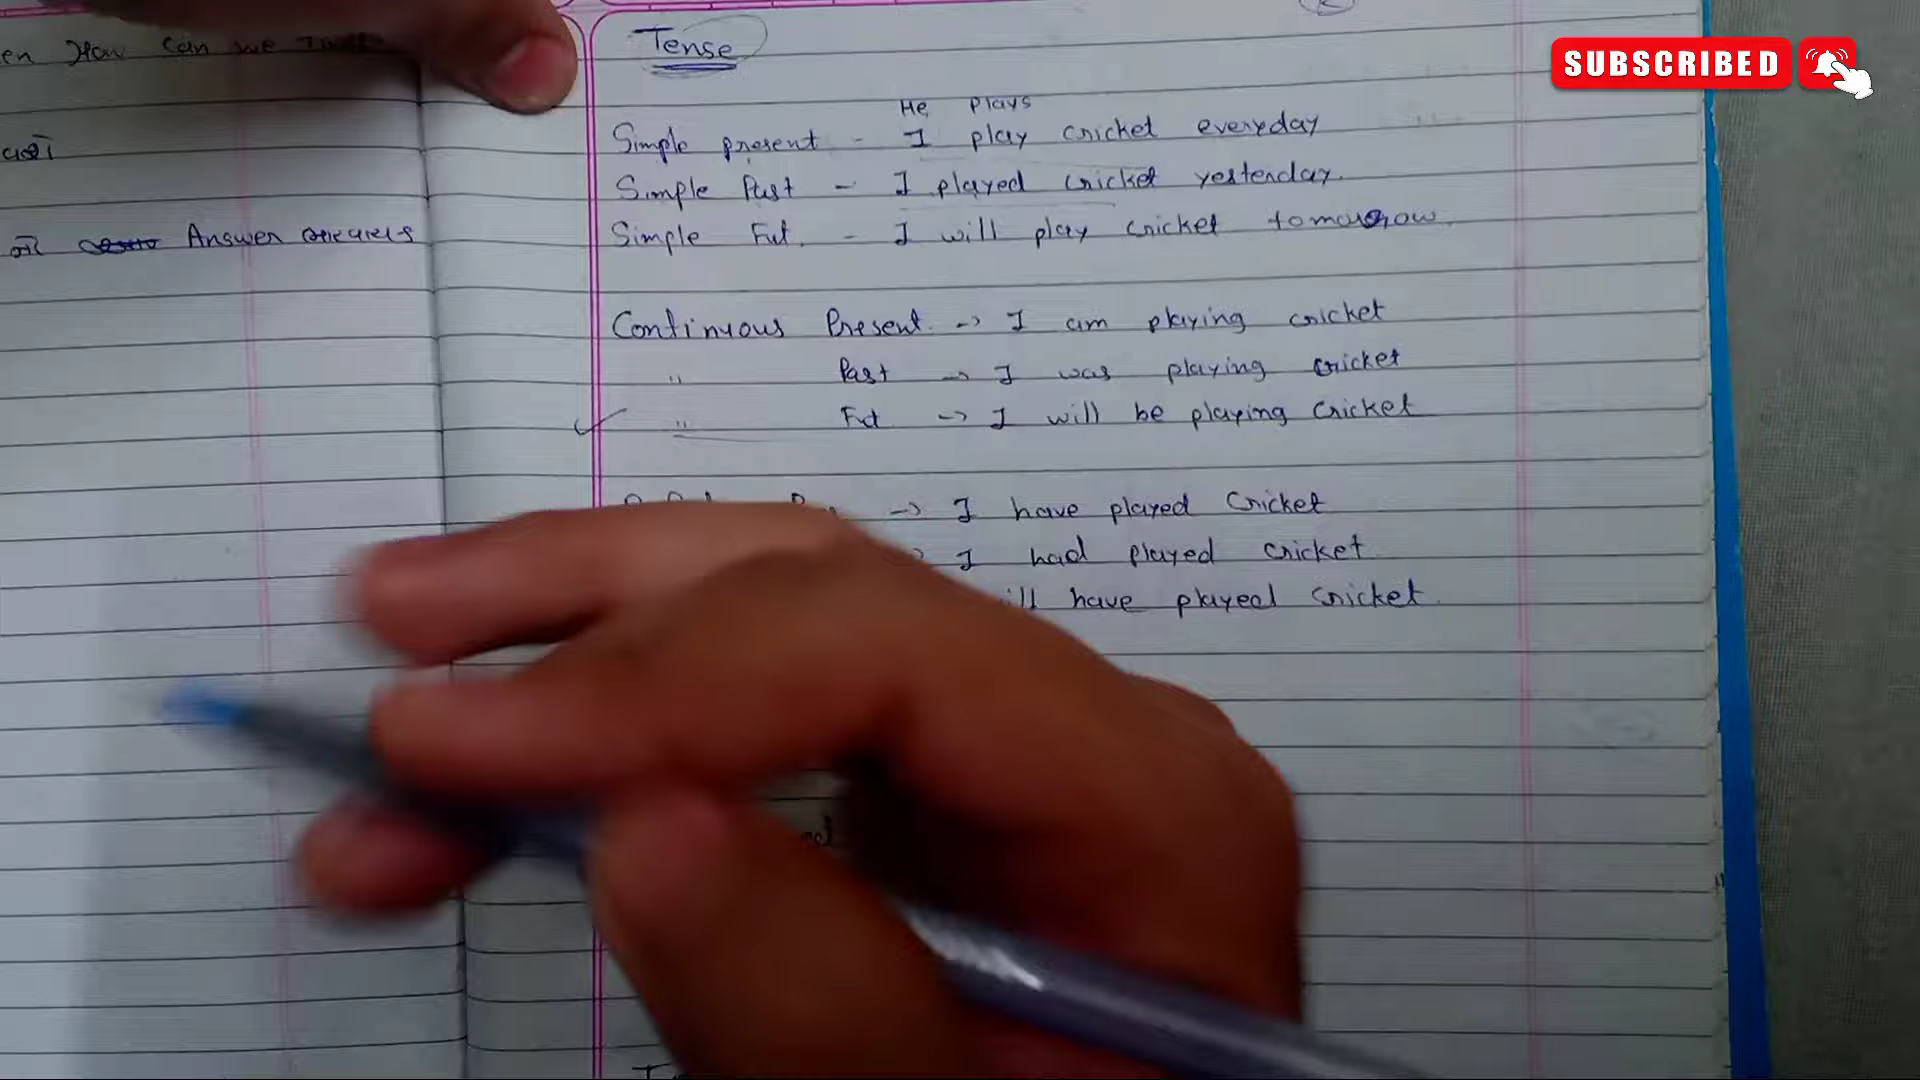 en How can we
Answer
Tense
He plays
Simple present - I play cricket everyday
Simple Past - I played cricket yesterday.
Simple Fut. - I will play cricket tomorrow.
Continuous Present -> I am playing cricket
" Past -> I was playing cricket
" Fut -> I will be playing cricket
-> I have played Cricket
I had played cricket
ill have played cricket.
SUBSCRIBED